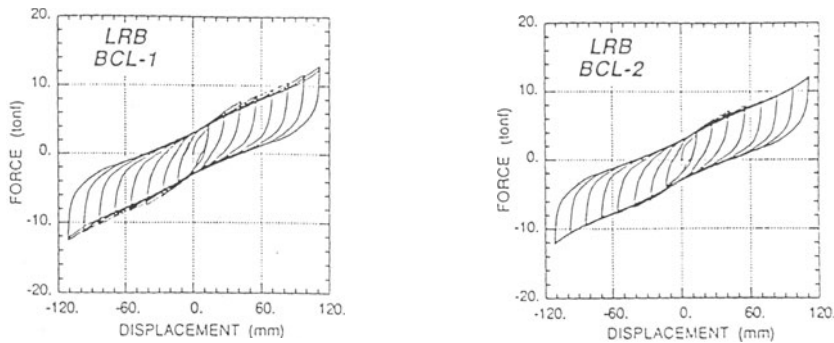 20.
LRB
BCL-1
10.
0.
-10.
-20.
FORCE (tonf)
-120.
-60.
0.
60.
120.
DISPLACEMENT (mm)
20.
LRB
BCL-2
10.
0.
-10.
-20.
FORCE (tonf)
-120.
-60.
0.
60.
120.
DISPLACEMENT (mm)